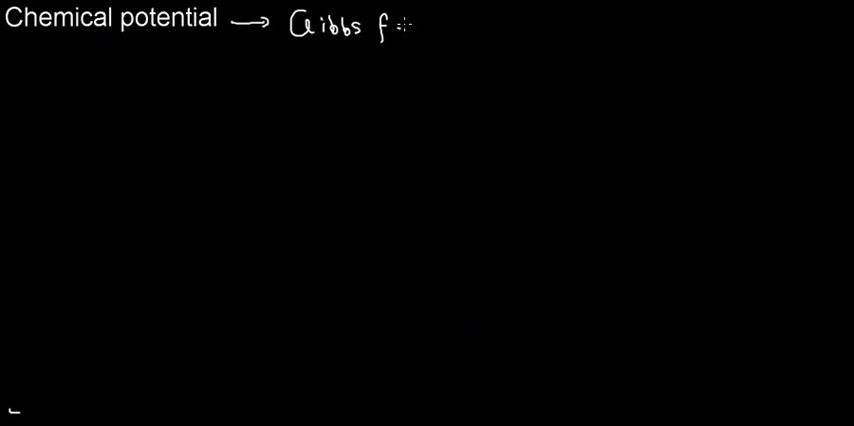 Chemical potential → Gibbs f